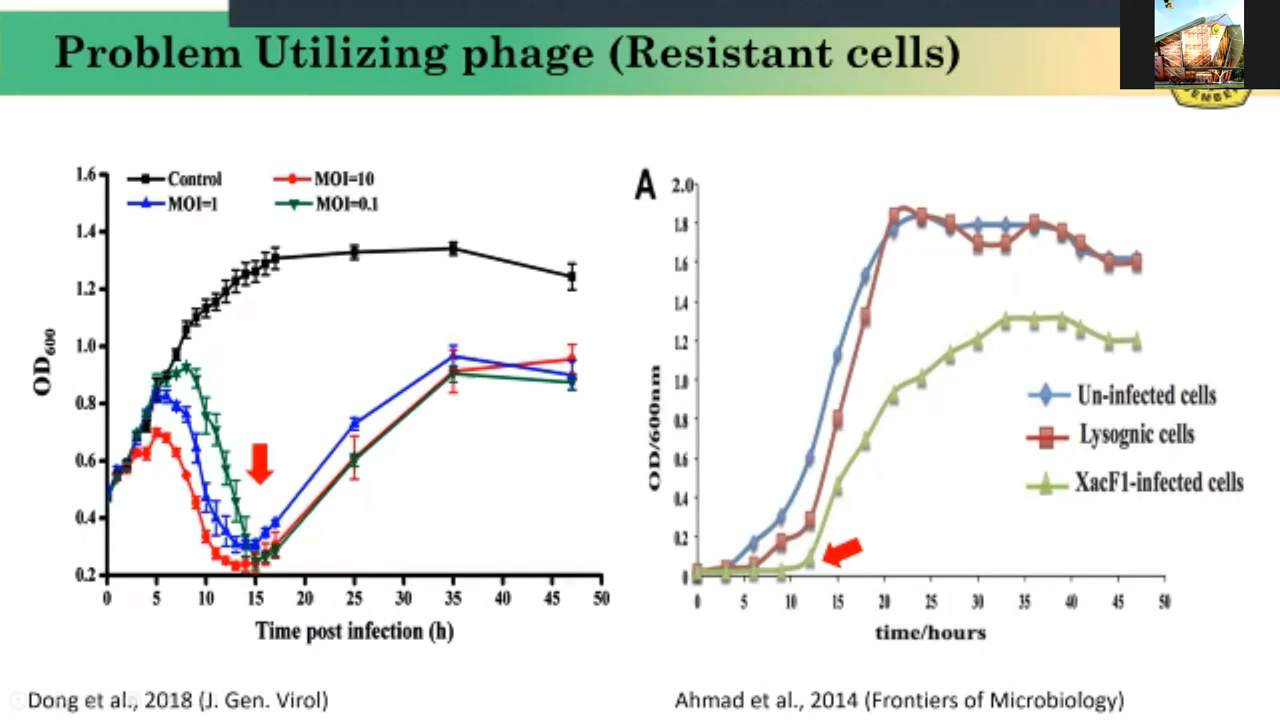 Problem Utilizing phage (Resistant cells)
Control
MOI=10
MOI=1
MOI=0.1
1.6
1.4
1.2
1.0
0.8
0.6
0.4
0.2
OD600
0 5 10 15 20 25 30 35 40 45 50
Time post infection (h)
Dong et al., 2018 (J. Gen. Virol)
A
2.0
1.8
1.6
1.4
1.2
1.0
0.8
0.6
0.4
0.2
0
OD/600nm
0 5 10 15 20 25 30 35 40 45 50
time/hours
Un-infected cells
Lysognic cells
XacF1-infected cells
Ahmad et al., 2014 (Frontiers of Microbiology)